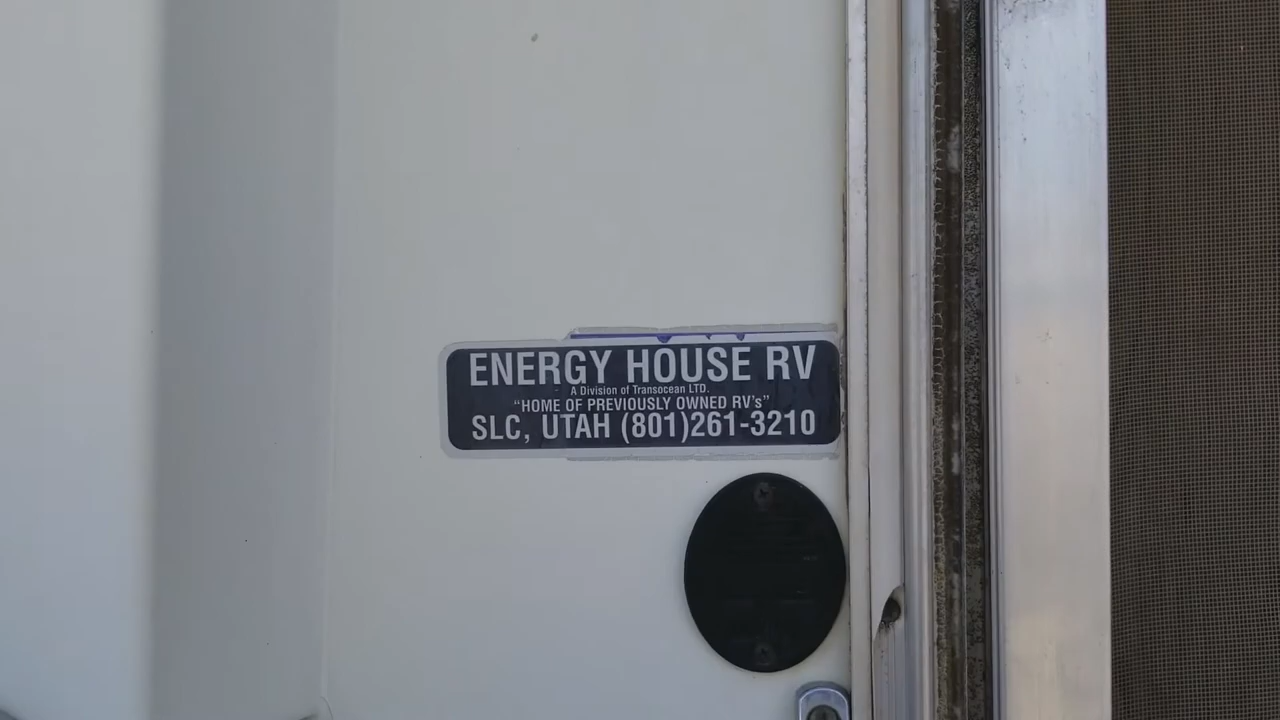 ENERGY HOUSE RV
A Division of Transocean LTD.
“HOME OF PREVIOUSLY OWNED RV's”
SLC, UTAH (801)261-3210